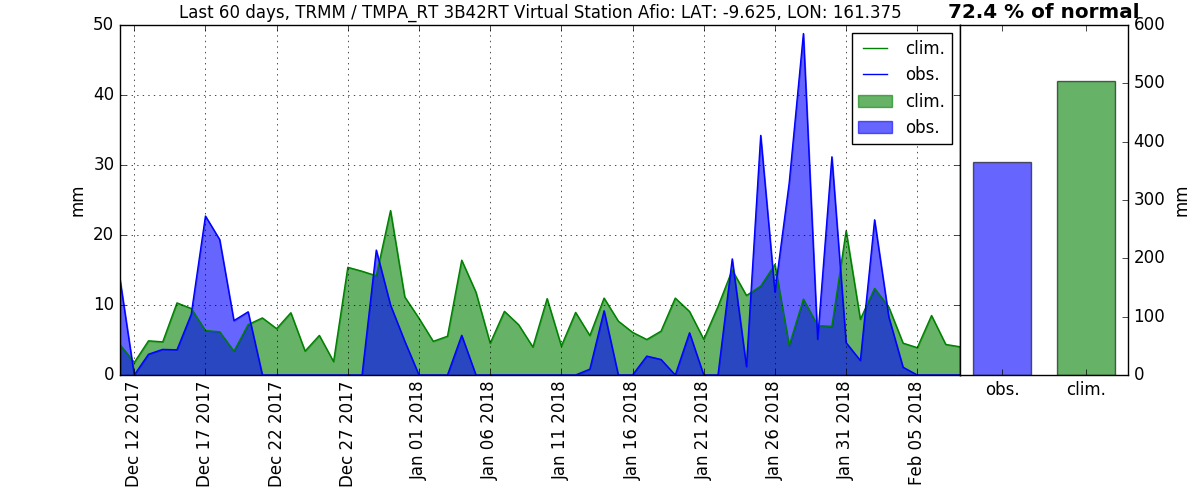 Last 60 days, TRMM / TMPA_RT 3B42RT Virtual Station Afio: LAT: -9.625, LON: 161.375
72.4 % of normal
50
40
30
20
10
0
mm
clim.
obs.
clim.
obs.
Dec 12 2017
Dec 17 2017
Dec 22 2017
Dec 27 2017
Jan 01 2018
Jan 06 2018
Jan 11 2018
Jan 16 2018
Jan 21 2018
Jan 26 2018
Jan 31 2018
Feb 05 2018
600
500
400
300
200
100
0
mm
obs.
clim.